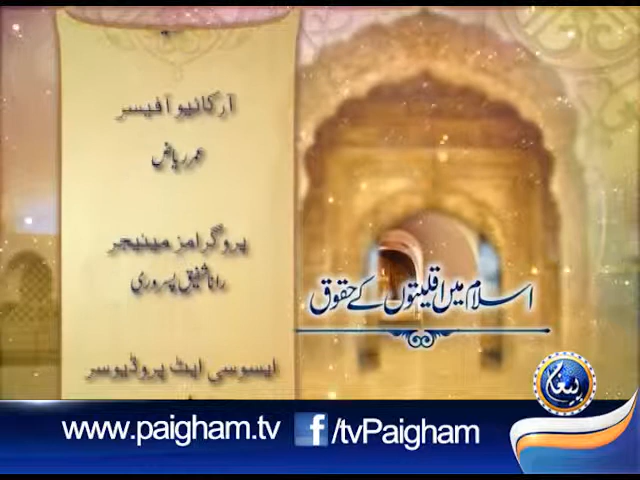 آرکائیو آفیسر
عمر ریاض
پروگرامز مینیجر
رانا شفیق پسروری
ایسوسی ایٹ پروڈیوسر
اسلام میں اقلیتوں کے حقوق
پیغام
www.paigham.tv
f /tvPaigham